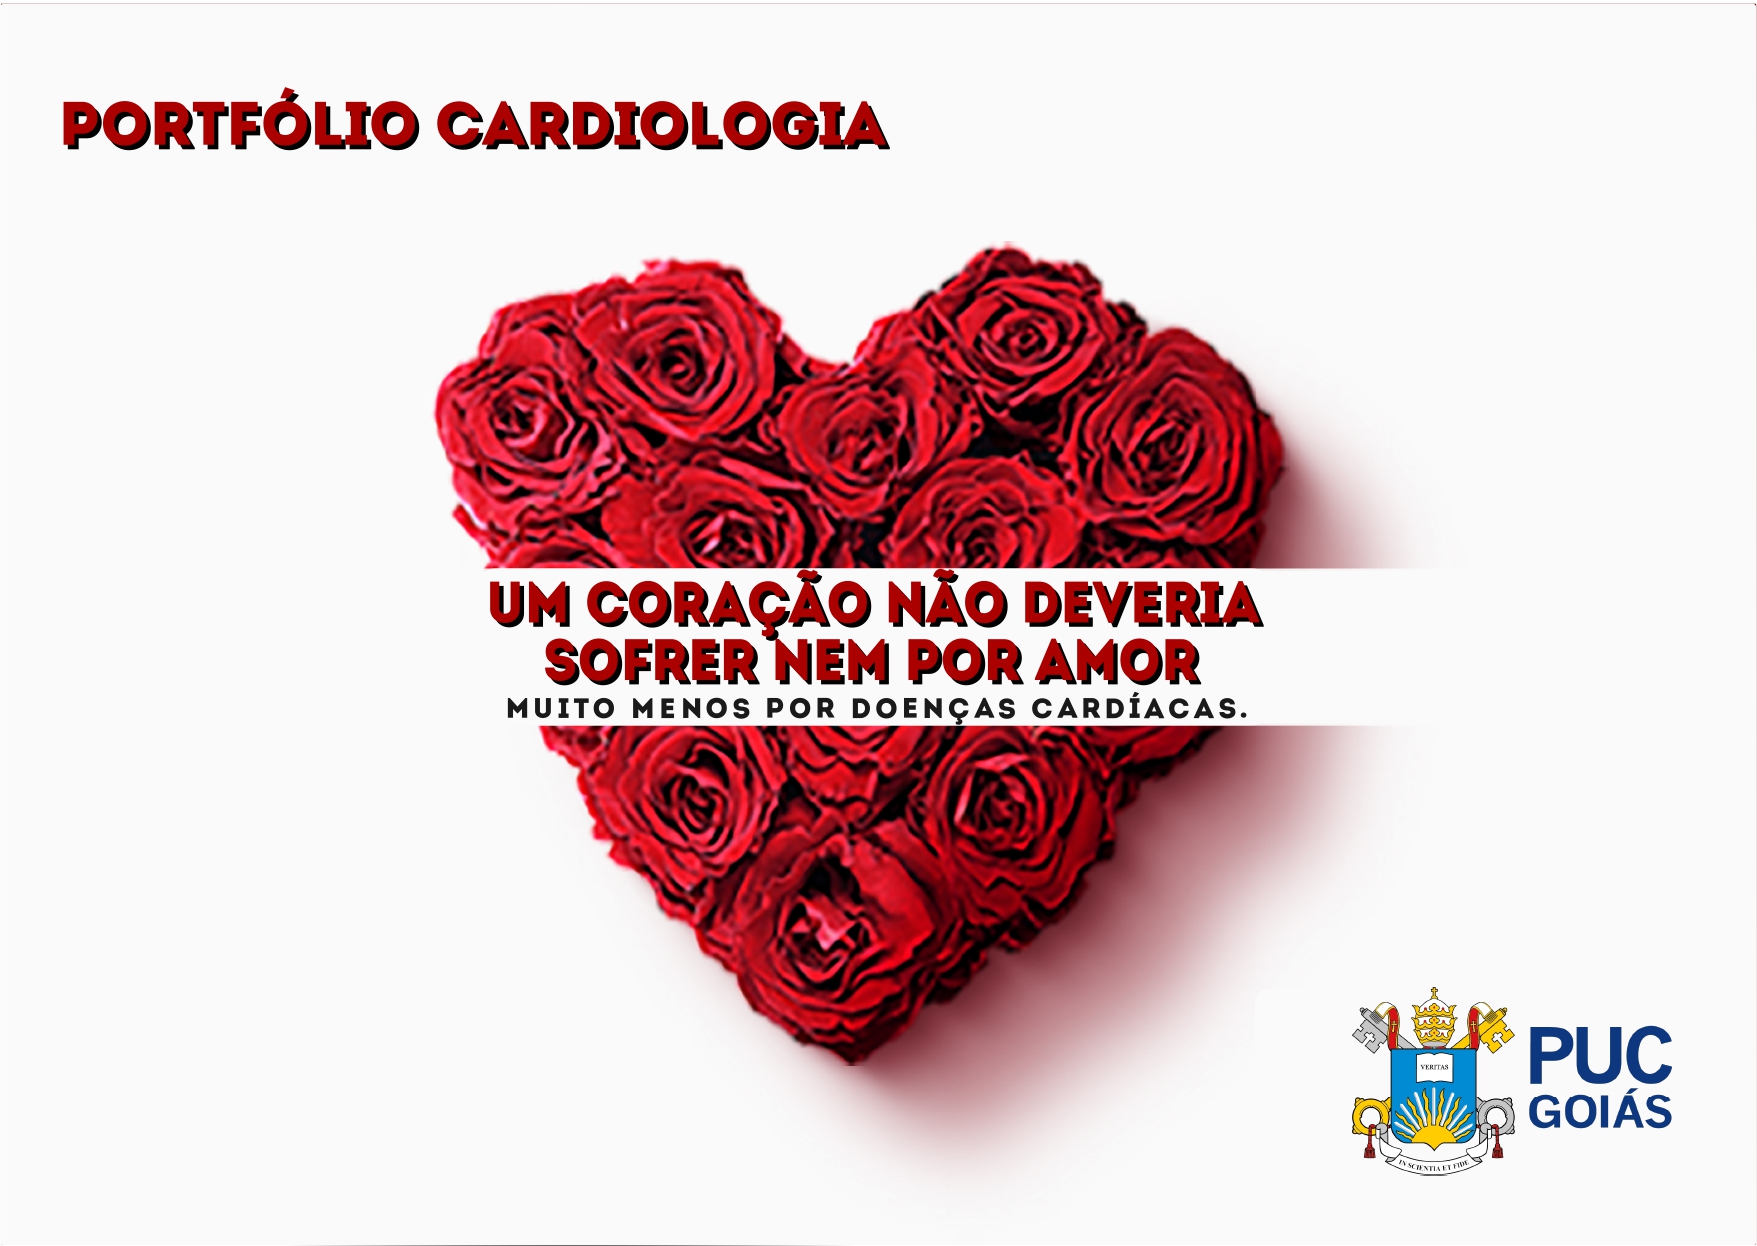 PORTFÓLIO CARDIOLOGIA
UM CORAÇÃO NÃO DEVERIA
SOFRER NEM POR AMOR
MUITO MENOS POR DOENÇAS CARDÍACAS.
VERITAS
PUC
GOIÁS
IN SCIENTIA ET FIDE